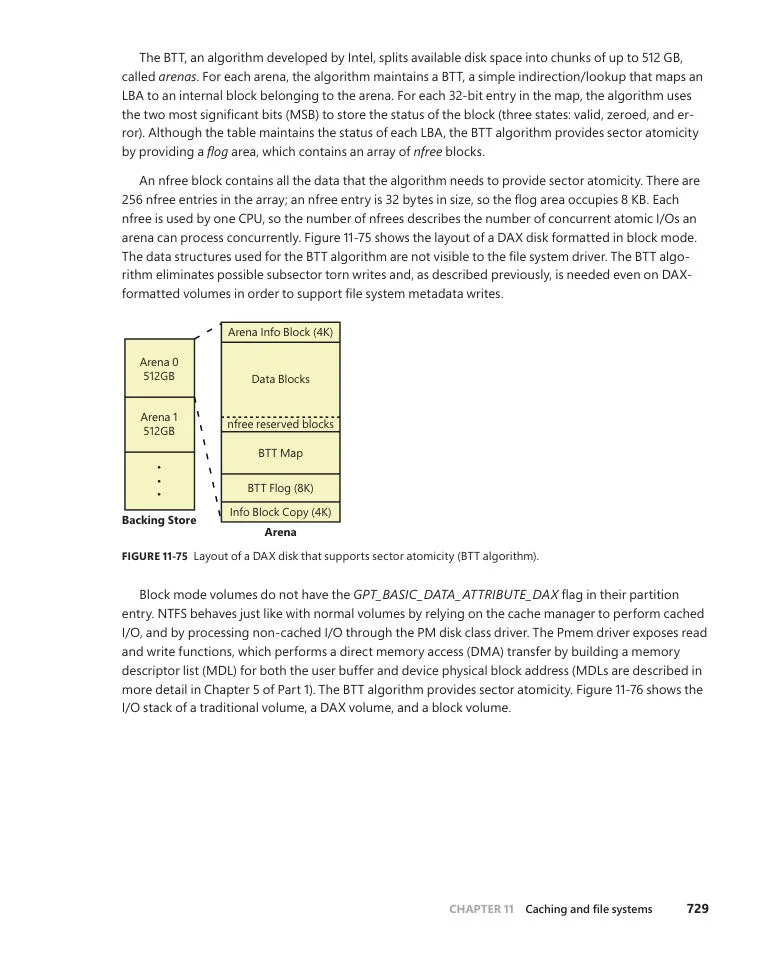 The BTT, an algorithm developed by Intel, splits available disk space into chunks of up to 512 GB,
called arenas. For each arena, the algorithm maintains a BTT, a simple indirection/lookup that maps an
LBA to an internal block belonging to the arena. For each 32-bit entry in the map, the algorithm uses
the two most significant bits (MSB) to store the status of the block (three states: valid, zeroed, and er-
ror). Although the table maintains the status of each LBA, the BTT algorithm provides sector atomicity
by providing a flog area, which contains an array of nfree blocks.
An nfree block contains all the data that the algorithm needs to provide sector atomicity. There are
256 nfree entries in the array; an nfree entry is 32 bytes in size, so the flog area occupies 8 KB. Each
nfree is used by one CPU, so the number of nfrees describes the number of concurrent atomic I/Os an
arena can process concurrently. Figure 11-75 shows the layout of a DAX disk formatted in block mode.
The data structures used for the BTT algorithm are not visible to the file system driver. The BTT algo-
rithm eliminates possible subsector torn writes and, as described previously, is needed even on DAX-
formatted volumes in order to support file system metadata writes.
Arena 0
512GB
Arena 1
512GB
Backing Store
Arena Info Block (4K)
Data Blocks
nfree reserved blocks
BTT Map
BTT Flog (8K)
Info Block Copy (4K)
Arena
FIGURE 11-75 Layout of a DAX disk that supports sector atomicity (BTT algorithm).
Block mode volumes do not have the GPT_BASIC_DATA_ATTRIBUTE_DAX flag in their partition
entry. NTFS behaves just like with normal volumes by relying on the cache manager to perform cached
I/O, and by processing non-cached I/O through the PM disk class driver. The Pmem driver exposes read
and write functions, which performs a direct memory access (DMA) transfer by building a memory
descriptor list (MDL) for both the user buffer and device physical block address (MDLs are described in
more detail in Chapter 5 of Part 1). The BTT algorithm provides sector atomicity. Figure 11-76 shows the
I/O stack of a traditional volume, a DAX volume, and a block volume.
CHAPTER 11 Caching and file systems 729